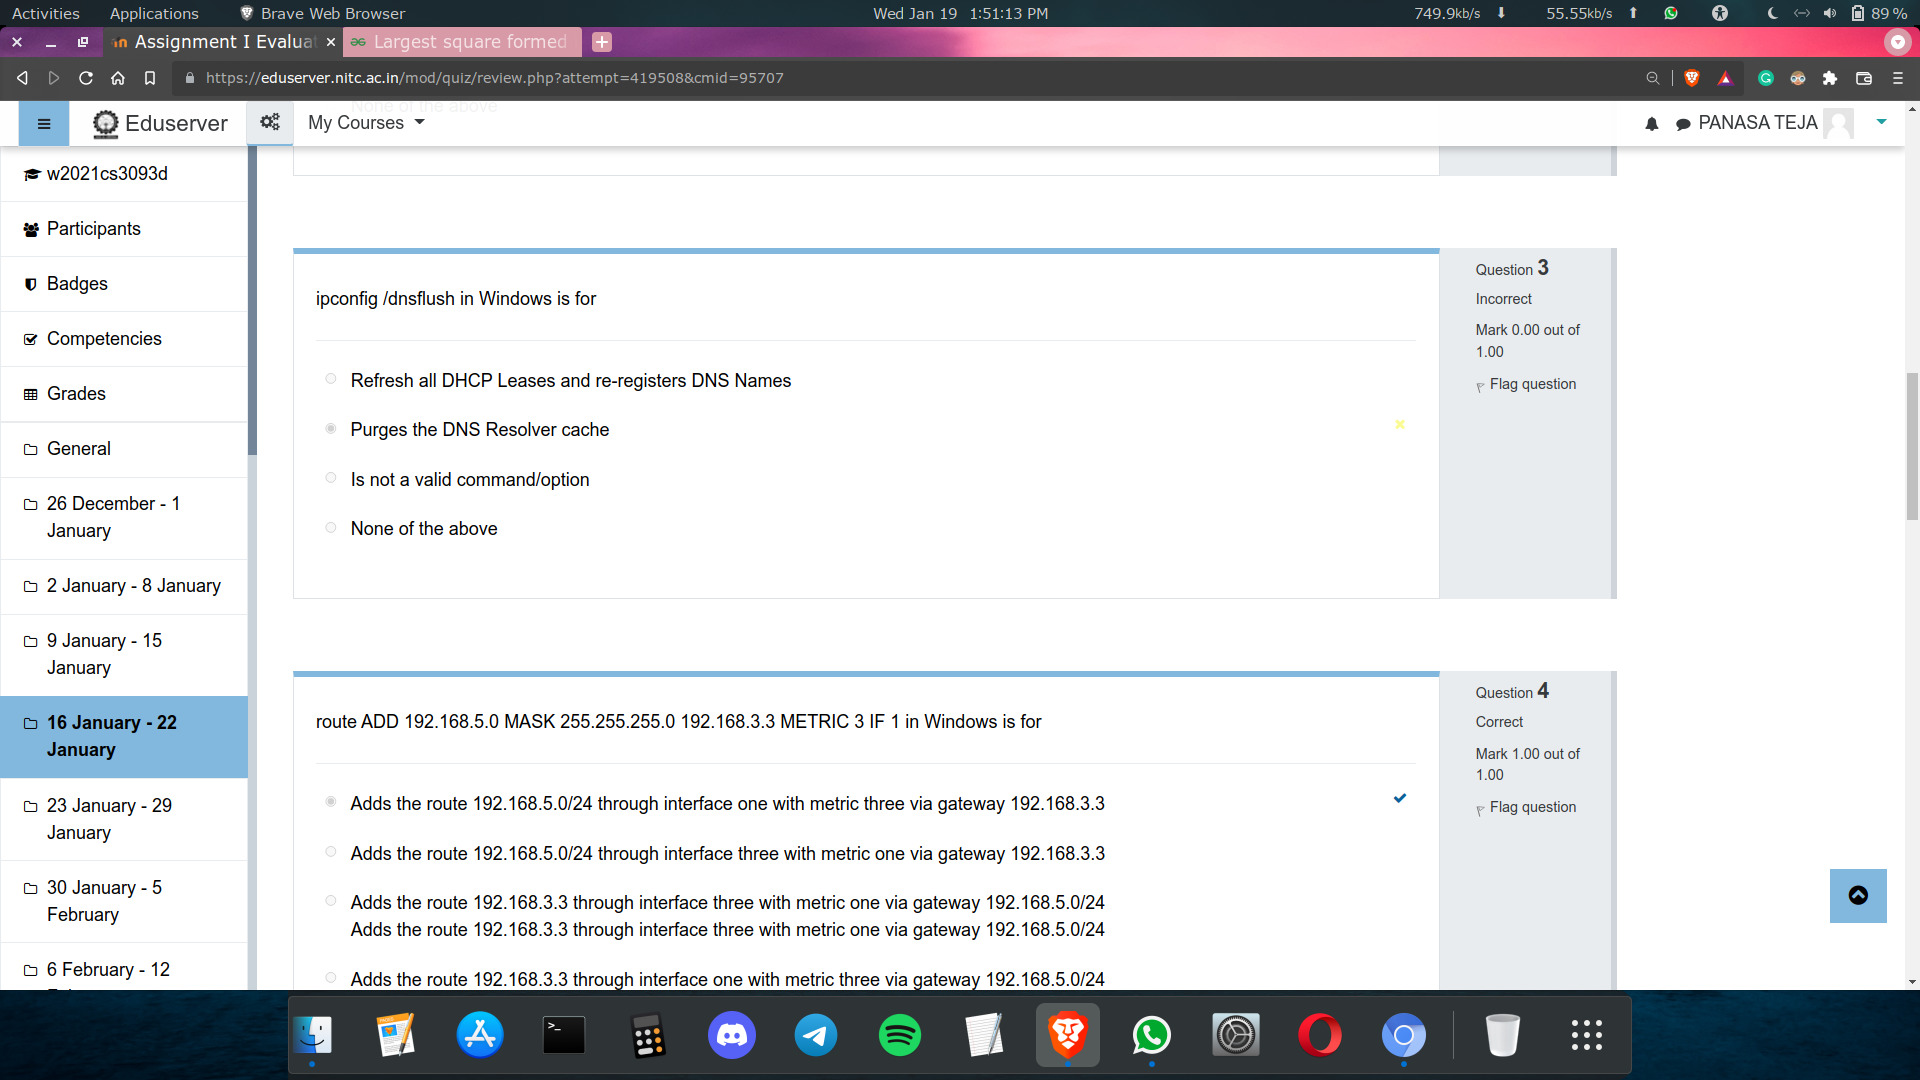 Activities Applications Brave Web Browser Wed Jan 19 1:51:13 PM 749.9kb/s 55.55kb/s 89 %
Assignment I Evaluat Largest square formed
https://eduserver.nitc.ac.in/mod/quiz/review.php?attempt=419508&cmid=95707
None of the above
Eduserver My Courses PANASA TEJA
w2021cs3093d
Participants
Badges
Competencies
Grades
General
26 December - 1
January
2 January - 8 January
9 January - 15
January
16 January - 22
January
23 January - 29
January
30 January - 5
February
6 February - 12
ipconfig /dnsflush in Windows is for
Refresh all DHCP Leases and re-registers DNS Names
Purges the DNS Resolver cache
Is not a valid command/option
None of the above
Question 3
Incorrect
Mark 0.00 out of
1.00
Flag question
route ADD 192.168.5.0 MASK 255.255.255.0 192.168.3.3 METRIC 3 IF 1 in Windows is for
Adds the route 192.168.5.0/24 through interface one with metric three via gateway 192.168.3.3
Adds the route 192.168.5.0/24 through interface three with metric one via gateway 192.168.3.3
Adds the route 192.168.3.3 through interface three with metric one via gateway 192.168.5.0/24
Adds the route 192.168.3.3 through interface three with metric one via gateway 192.168.5.0/24
Adds the route 192.168.3.3 through interface one with metric three via gateway 192.168.5.0/24
Question 4
Correct
Mark 1.00 out of
1.00
Flag question